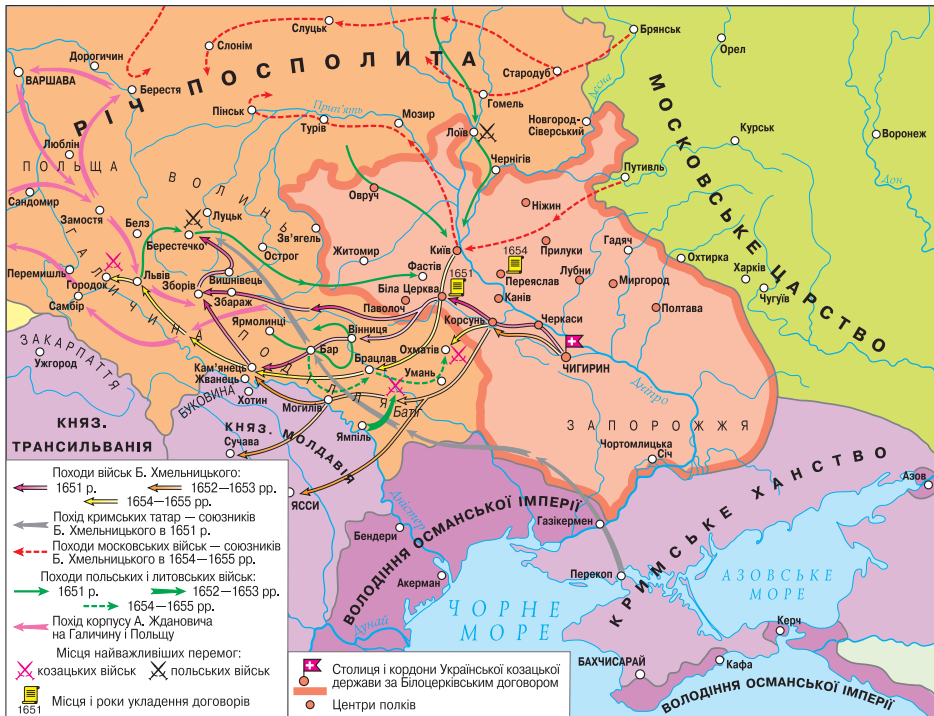 Слуцьк
Брянськ
Орел
Слонім
Дорогичин
ВАРШАВА
РІЧ ПОСПОЛИТА
Берестя
Стародуб
Гомель
Десна
Пінськ
Прип'ять
Турів
Мозир
Новгород-
Сіверський
МОСКОВСЬКЕ ЦАРСТВО
Курськ
Воронеж
Лоїв
Люблін
ПОЛЬЩА
Чернігів
Путивль
Дон
ВОЛИНЬ
Сандомир
Овруч
Ніжин
Замостя
Белз
Луцьк
Зв'ягель
Берестечко
Острог
Житомир
Київ
1654
Прилуки
Гадяч
Охтирка
Харків
Чугуїв
ГАЛИЧИНА
Перемишль
Городок
Львів
Вишнівець
Фастів
1651
Переяслав
Лубни
Миргород
Самбір
Зборів
Збараж
Біла Церква
Канів
Полтава
Паволоч
Корсунь
Черкаси
Ярмолинці
Вінниця
ПОДІЛЛЯ
ЗАКАРПАТТЯ
Ужгород
Бар
Брацлав
Охматів
ЧИГИРИН
Кам'янець
Жванець
Умань
Дніпро
БУКОВИНА
Хотин
Могилів
Батіг
КНЯЗ.
ТРАНСИЛЬВАНІЯ
КНЯЗ. МОЛДАВІЯ
Сучава
Ямпіль
ЗАПОРОЖЖЯ
Чортомлицька
Січ
ЯССИ
Дністер
Азов
Бендери
Газікермен
ВОЛОДІННЯ ОСМАНСЬКОЇ ІМПЕРІЇ
КРИМСЬКЕ ХАНСТВО
Акерман
Перекоп
АЗОВСЬКЕ
МОРЕ
ЧОРНЕ
МОРЕ
Дунай
Керч
БАХЧИСАРАЙ
Кафа
ВОЛОДІННЯ ОСМАНСЬКОЇ ІМПЕРІЇ
Походи військ Б. Хмельницького:
1651 р.
1652—1653 рр.
1654—1655 рр.
Похід кримських татар – союзників
Б. Хмельницького в 1651 р.
Походи московських військ – союзників
Б. Хмельницького в 1654–1655 рр.
Походи польських і литовських військ:
1651 р.
1652–1653 рр.
1654–1655 рр.
Похід корпусу А. Ждановича
на Галичину і Польщу
Місця найважливіших перемог:
козацьких військ
польських військ
1651
Місця і роки укладення договорів
Столиця і кордони Української козацької
держави за Білоцерківським договором
Центри полків